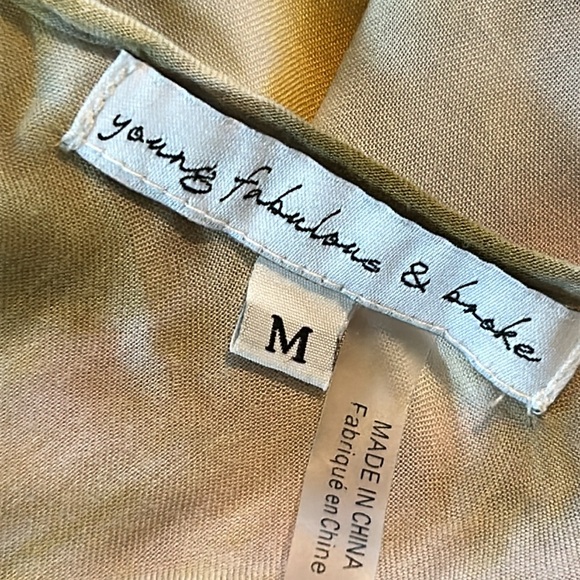 young fabulous & broke
M
MADE IN CHINA
Fabriqué en Chine